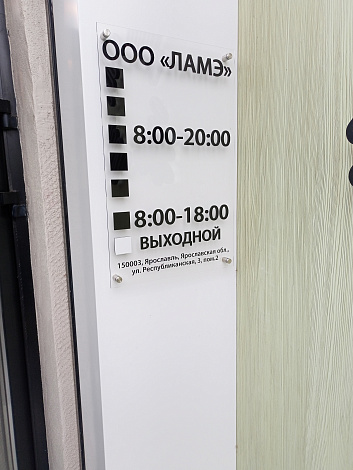 ООО «ЛАМЭ»
8:00-20:00
8:00-18:00
ВЫХОДНОЙ
150003, Ярославль, Ярославская обл.,
ул. Республиканская, 3, пом.2